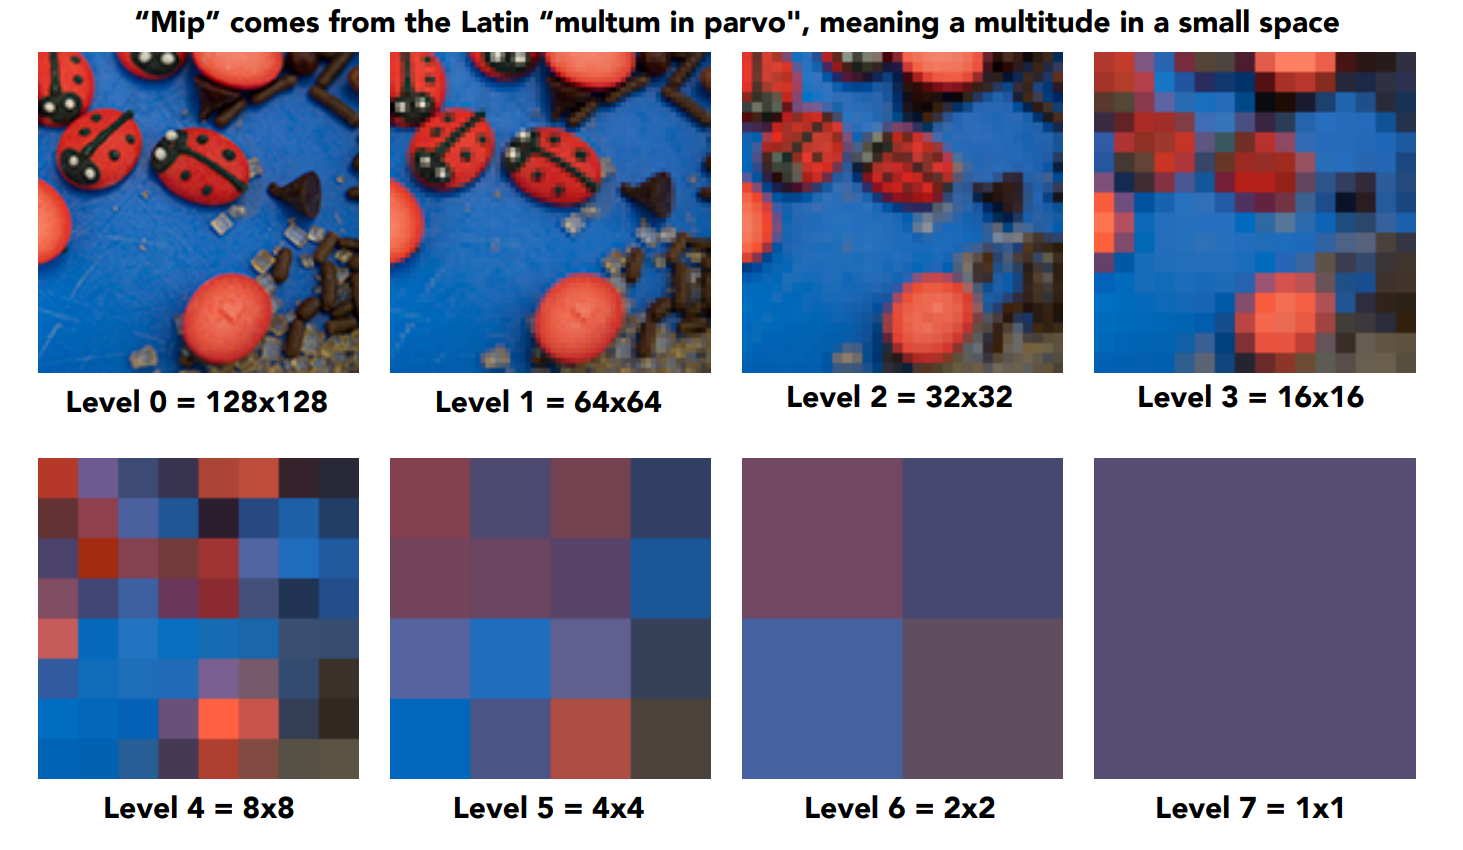 “Mip” comes from the Latin “multum in parvo", meaning a multitude in a small space
Level 0 = 128x128
Level 1 = 64x64
Level 2 = 32x32
Level 3 = 16x16
Level 4 = 8x8
Level 5 = 4x4
Level 6 = 2x2
Level 7 = 1x1